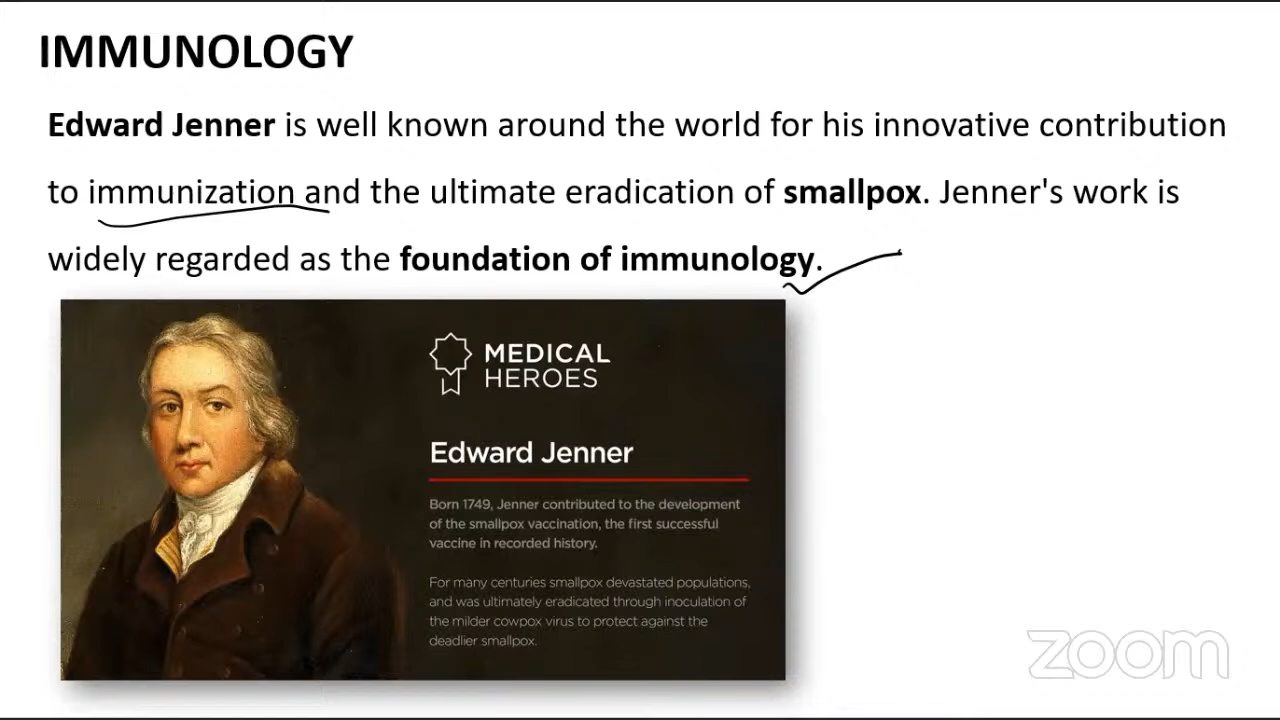 IMMUNOLOGY
Edward Jenner is well known around the world for his innovative contribution
to immunization and the ultimate eradication of smallpox. Jenner's work is
widely regarded as the foundation of immunology.
MEDICAL
HEROES
Edward Jenner
Born 1749, Jenner contributed to the development
of the smallpox vaccination, the first successful
vaccine in recorded history.
For many centuries smallpox devastated populations,
and was ultimately eradicated through inoculation of
the milder cowpox virus to protect against the
deadlier smallpox.
zoom